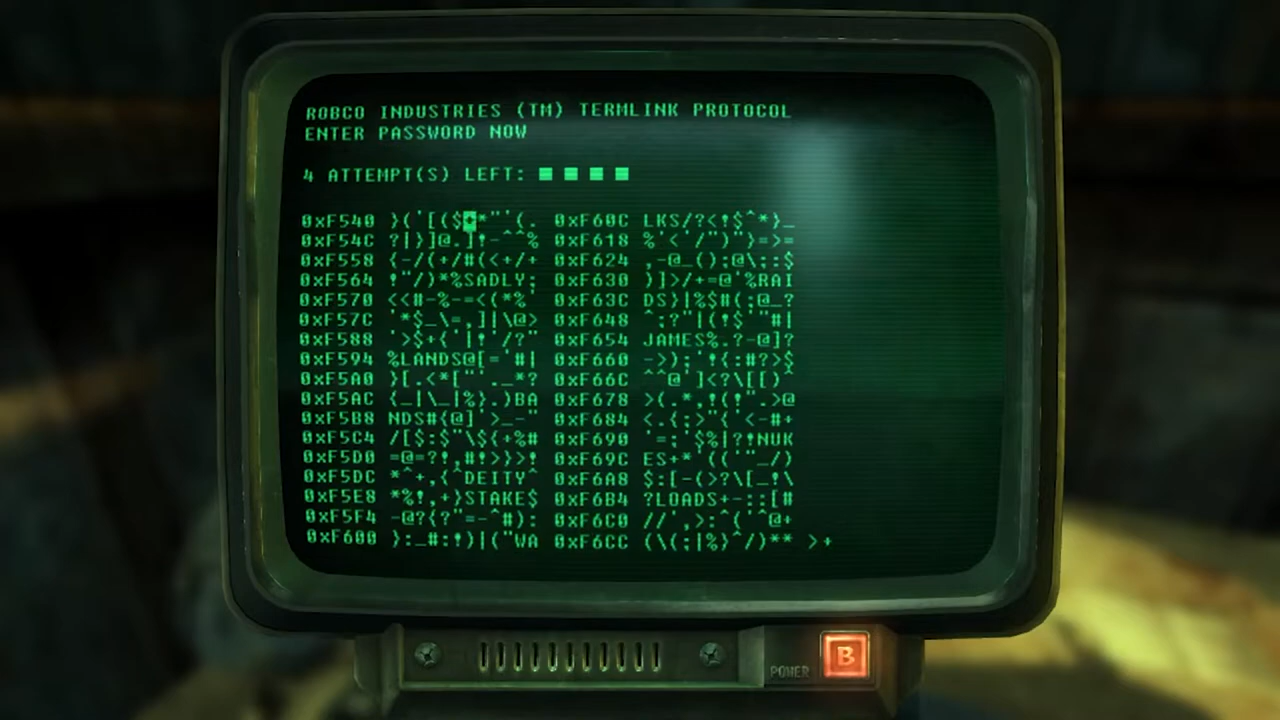 ROBCO INDUSTRIES (TM) TERMLINK PROTOCOL
ENTER PASSWORD NOW
4 ATTEMPT(S) LEFT:
0xF540 }('[($+*"'(. 0xF60C LKS/?<!$^*}_
0xF54C ?|}]@.]!-^^% 0xF618 %'<'/")"}=>=
0xF558 {-/(+/#(<+/+ 0xF624 ,-@_();@\;:$
0xF564 !"/)*%SADLY; 0xF630 )]>/+=@'%RAI
0xF570 <<#-%-=<(*%' 0xF63C DS}|%$#(;@_?
0xF57C '*$_\=,]|\@> 0xF648 ^;?"|(!$'"#|
0xF588 '>$+{'|!'/?" 0xF654 JAMES%.?-@]?
0xF594 %LANDS@[='#| 0xF660 ->);'!{:#?>$
0xF5A0 }[.<*["'._*? 0xF66C ^^@']<?\[[)^
0xF5AC {_|\_|%}.)BA 0xF678 >(.*,!(!".>@
0xF5B8 NDS#{@]'>_-" 0xF684 <.{;>"{'<-#+
0xF5C4 /[$:$"\$(+%# 0xF690 '=;'$%|?!NUK
0xF5D0 =@=?!,#!>}>! 0xF69C ES+*'(('"_/)
0xF5DC *^+,{^DEITY^ 0xF6A8 $:[-(>?\[_!\
0xF5E8 *%!,+}STAKE$ 0xF6B4 ?LOADS+-::[#
0xF5F4 -@?{?"=-^#): 0xF6C0 //',>:^('^@+
0xF600 }:_#:!)|("WA 0xF6CC (\(;|%}^/)** >+
POWER
B